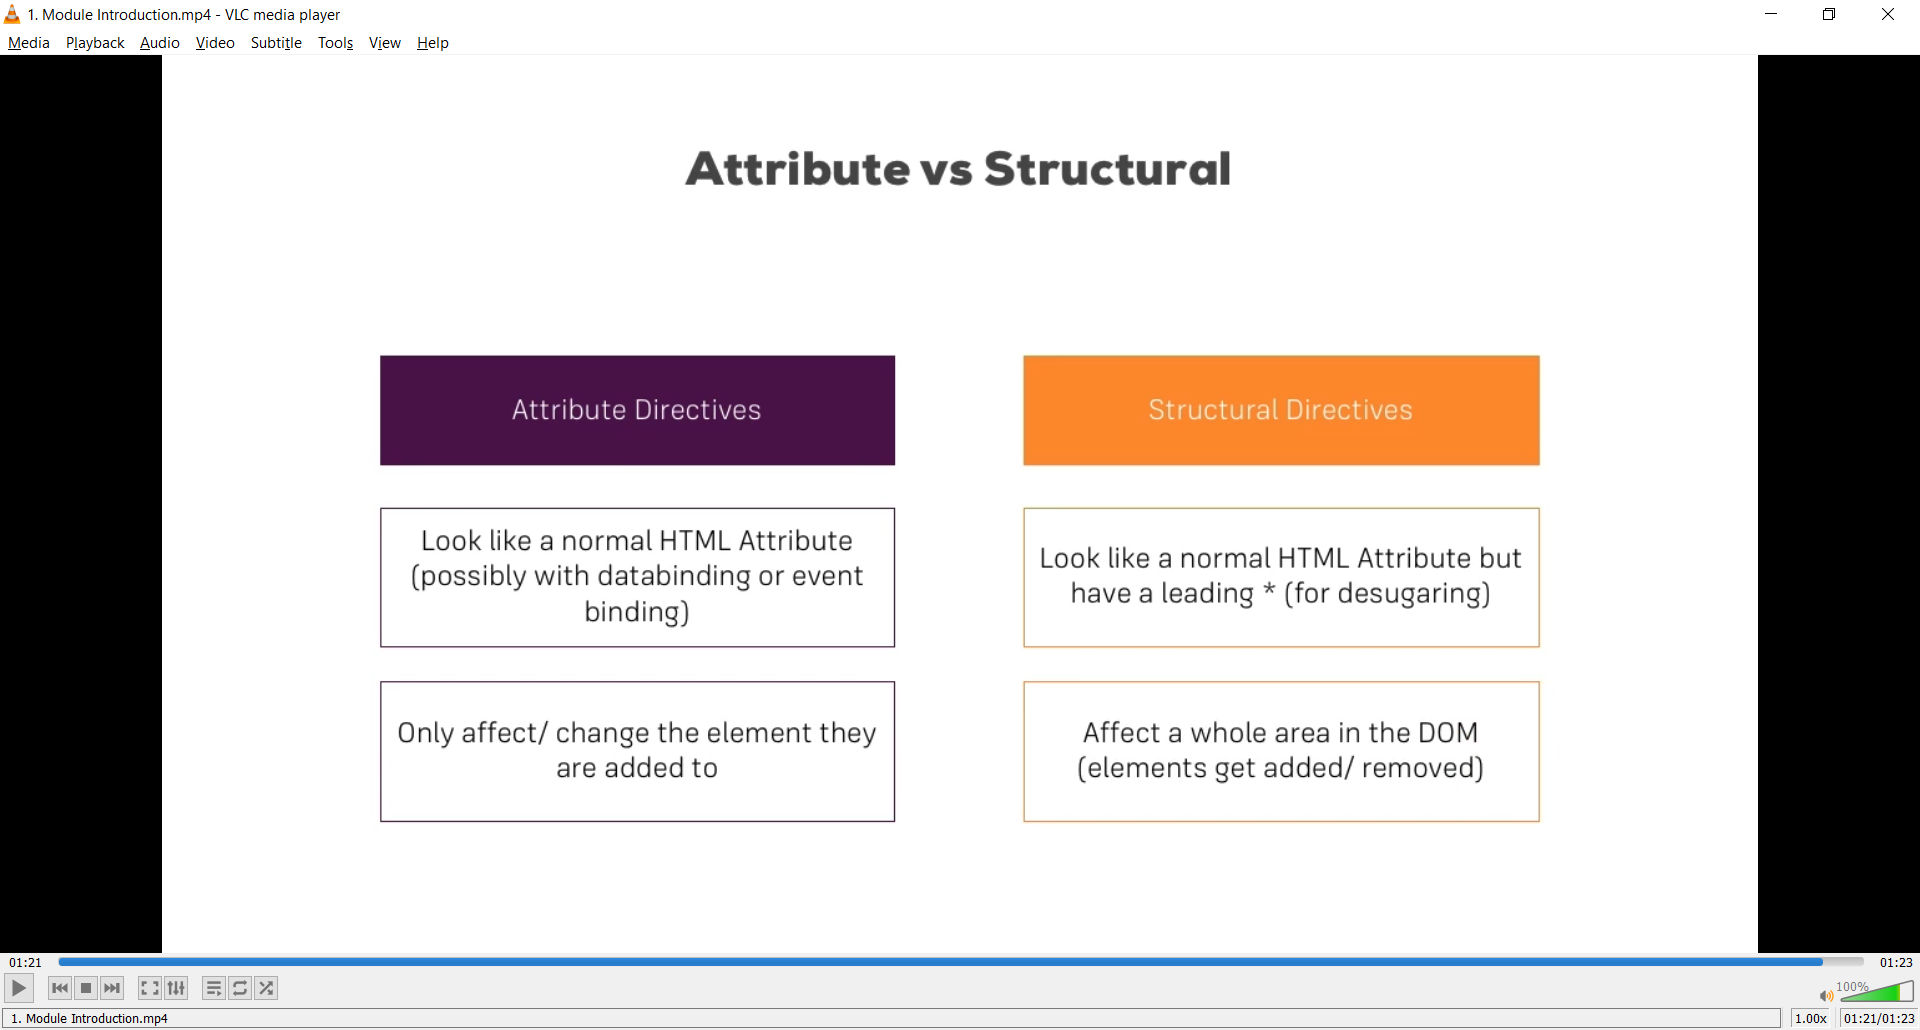 1. Module Introduction.mp4 - VLC media player
Media Playback Audio Video Subtitle Tools View Help
Attribute vs Structural
Attribute Directives
Look like a normal HTML Attribute
(possibly with databinding or event
binding)
Only affect/ change the element they
are added to
Structural Directives
Look like a normal HTML Attribute but
have a leading * (for desugaring)
Affect a whole area in the DOM
(elements get added/ removed)
01:21 01:23
100%
1. Module Introduction.mp4 1.00x 01:21/01:23